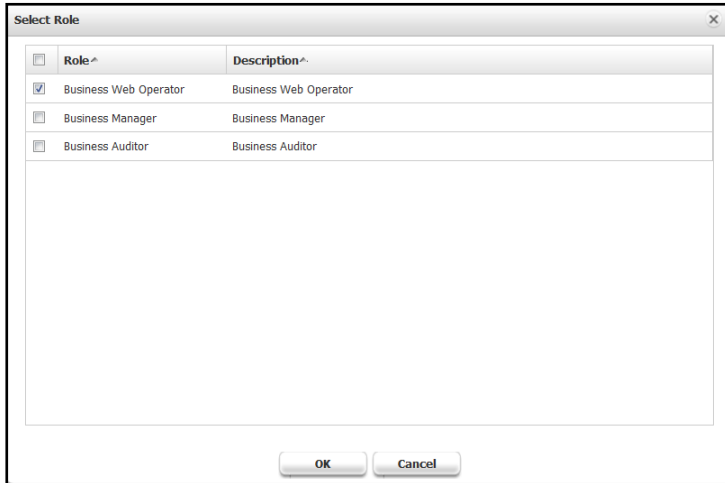 Select Role
Role Description
Business Web Operator Business Web Operator
Business Manager Business Manager
Business Auditor Business Auditor
OK Cancel